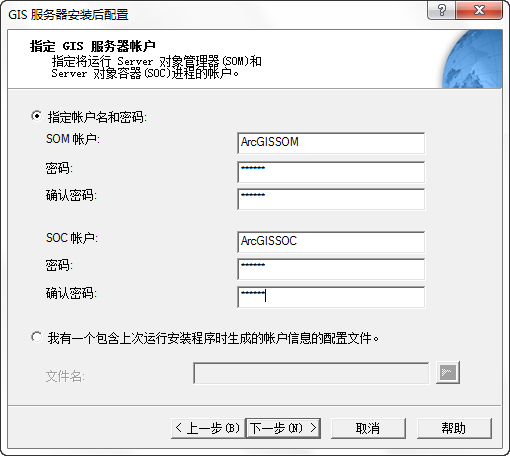 GIS 服务器安装后配置
指定 GIS 服务器帐户
指定将运行 Server 对象管理器(SOM)和
Server 对象容器(SOC)进程的帐户。
指定帐户名和密码:
SOM 帐户:
ArcGISSOM
密码:
******
确认密码:
******
SOC 帐户:
ArcGISSOC
密码:
******
确认密码:
******
我有一个包含上次运行安装程序时生成的帐户信息的配置文件。
文件名:
< 上一步(B) 下一步(N) > 取消 帮助